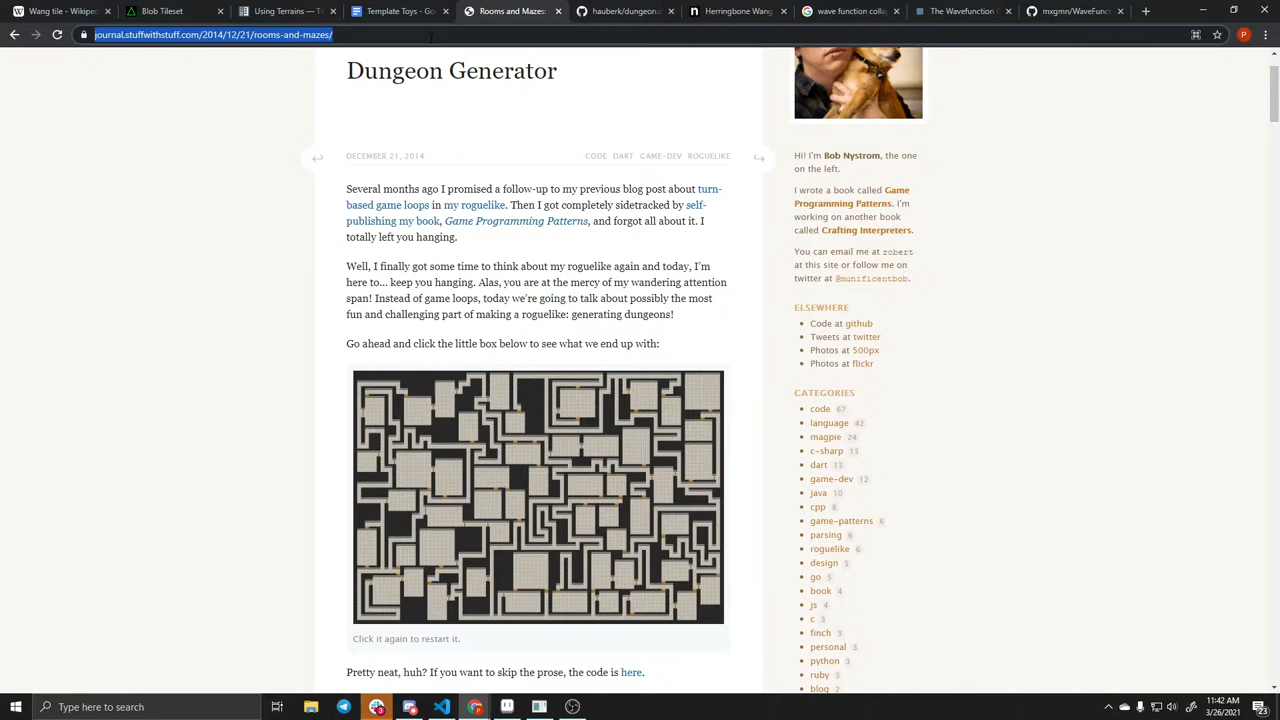 Wang tile - Wikiped
Blob Tileset
Using Terrains — Ti
Rooms and Mazes:
Herringbone Wang
The Wavefunction C
mxgmn/WaveFunct
journal.stuffwithstuff.com/2014/12/21/rooms-and-mazes/
P
Dungeon Generator
DECEMBER 21, 2014
CODE DART GAME-DEV ROGUELIKE
Several months ago I promised a follow-up to my previous blog post about turn-
based game loops in my roguelike. Then I got completely sidetracked by self-
publishing my book, Game Programming Patterns, and forgot all about it. I
totally left you hanging.
Well, I finally got some time to think about my roguelike again and today, I'm
here to… keep you hanging. Alas, you are at the mercy of my wandering attention
span! Instead of game loops, today we're going to talk about possibly the most
fun and challenging part of making a roguelike: generating dungeons!
Go ahead and click the little box below to see what we end up with:
Click it again to restart it.
Pretty neat, huh? If you want to skip the prose, the code is here.
Hi! I'm Bob Nystrom, the one
on the left.
I wrote a book called Game
Programming Patterns. I'm
working on another book
called Crafting Interpreters.
You can email me at robert
at this site or follow me on
twitter at @munificentbob.
ELSEWHERE
Code at github
Tweets at twitter
Photos at 500px
Photos at flickr
CATEGORIES
code 67
language 42
magpie 24
c-sharp 13
dart 13
game-dev 12
java 10
cpp 8
game-patterns 6
parsing 6
roguelike 6
design 5
go 5
book 4
js 4
c 3
finch 3
personal 3
python 3
ruby 3
blog 2
Type here to search
11:42 AM
3/26/2021